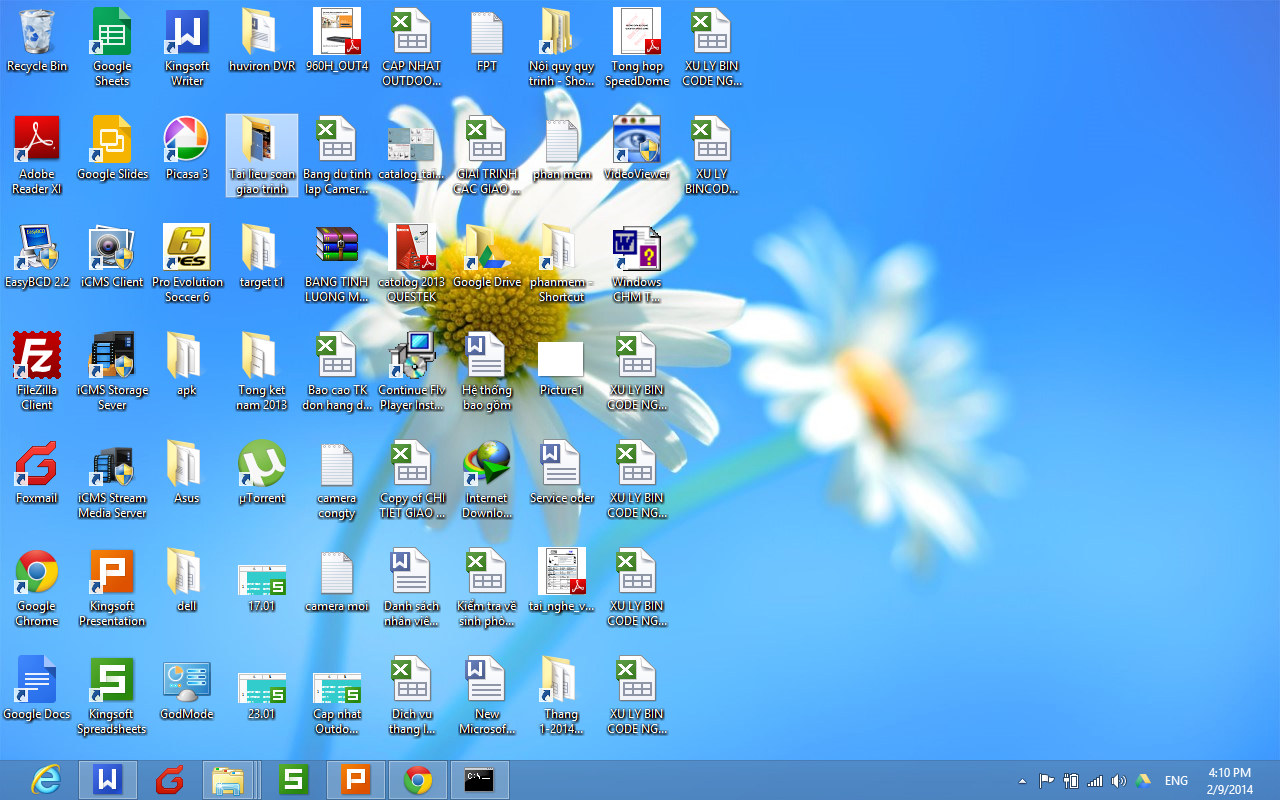 Recycle Bin
Google
Sheets
Kingsoft
Writer
huviron DVR
960H_OUT4
CAP NHAT
OUTDOO...
FPT
Nội quy quy
trinh - Sho...
Tong hop
SpeedDome
XU LY BIN
CODE NG...
Adobe
Reader XI
Google Slides
Picasa 3
Tai lieu soan
giao trinh
Bang du tinh
lap Camer...
catalog_tai...
GIAI TRINH
CAC GIAO ...
phan mem
VideoViewer
XU LY
BINCOD...
EasyBCD 2.2
iCMS Client
Pro Evolution
Soccer 6
target t1
BANG TINH
LUONG M...
catolog 2013
QUESTEK
Google Drive
phanmem -
Shortcut
Windows
CHM T...
FileZilla
Client
iCMS Storage
Sever
apk
Tong ket
nam 2013
Bao cao TK
don hang d...
Continue Flv
Player Inst...
Hệ thống
bao gồm
Picture1
XU LY BIN
CODE NG...
Foxmail
iCMS Stream
Media Server
Asus
µTorrent
camera
congty
Copy of CHI
TIET GIAO ...
Internet
Downlo...
Service oder
XU LY BIN
CODE NG...
Google
Chrome
Kingsoft
Presentation
dell
17.01
camera moi
Danh sách
nhân viê...
Kiểm tra vệ
sinh phò...
tai_nghe_v...
XU LY BIN
CODE NG...
Google Docs
Kingsoft
Spreadsheets
GodMode
23.01
Cap nhat
Outdo...
Dich vu
thang l...
New
Microsof...
Thang
1-2014...
XU LY BIN
CODE NG...
ENG
4:10 PM
2/9/2014